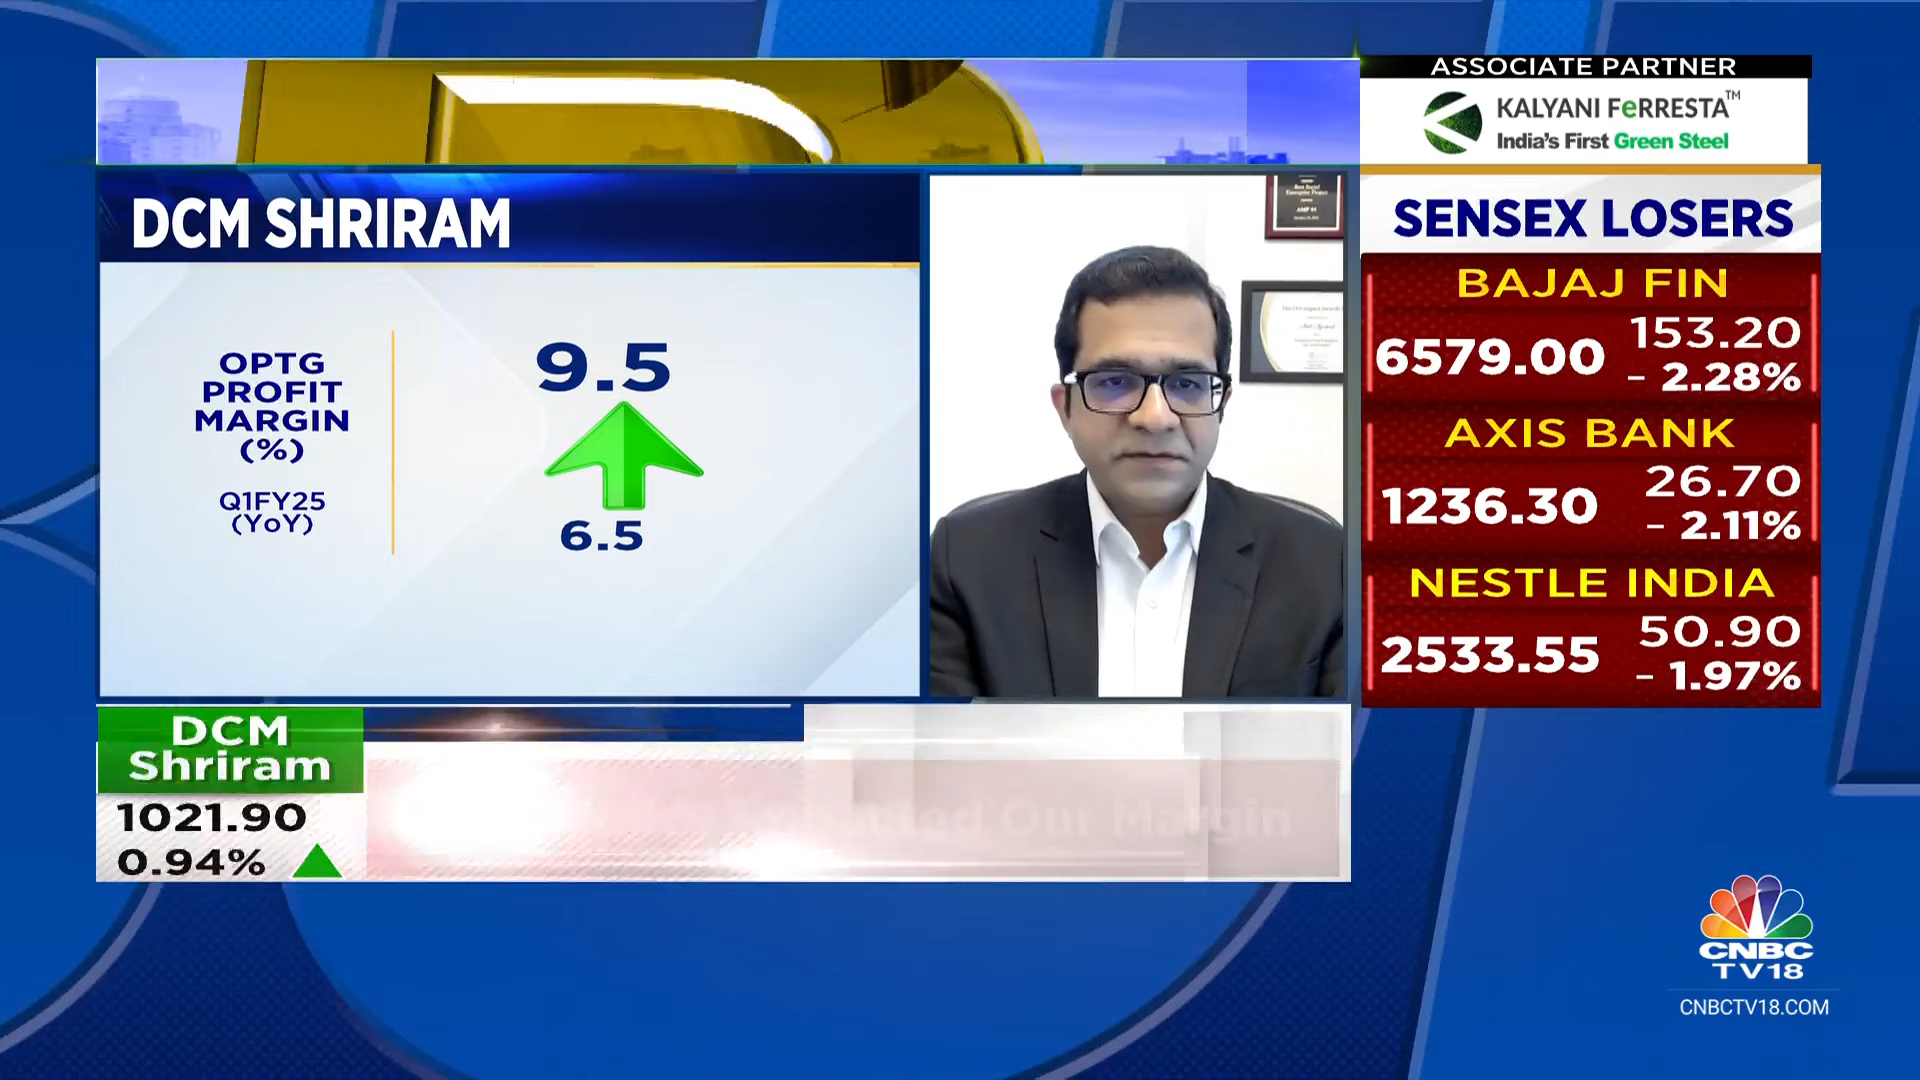 ASSOCIATE PARTNER
KALYANI FeRRESTA™
India's First Green Steel
DCM SHRIRAM
OPTG
PROFIT
MARGIN
(%)
Q1FY25
(YoY)
9.5
6.5
SENSEX LOSERS
BAJAJ FIN
6579.00
153.20
- 2.28%
AXIS BANK
1236.30
26.70
- 2.11%
NESTLE INDIA
2533.55
50.90
- 1.97%
DCM
Shriram
1021.90
0.94%
Our Margin
CNBC
TV18
CNBCTV18.COM